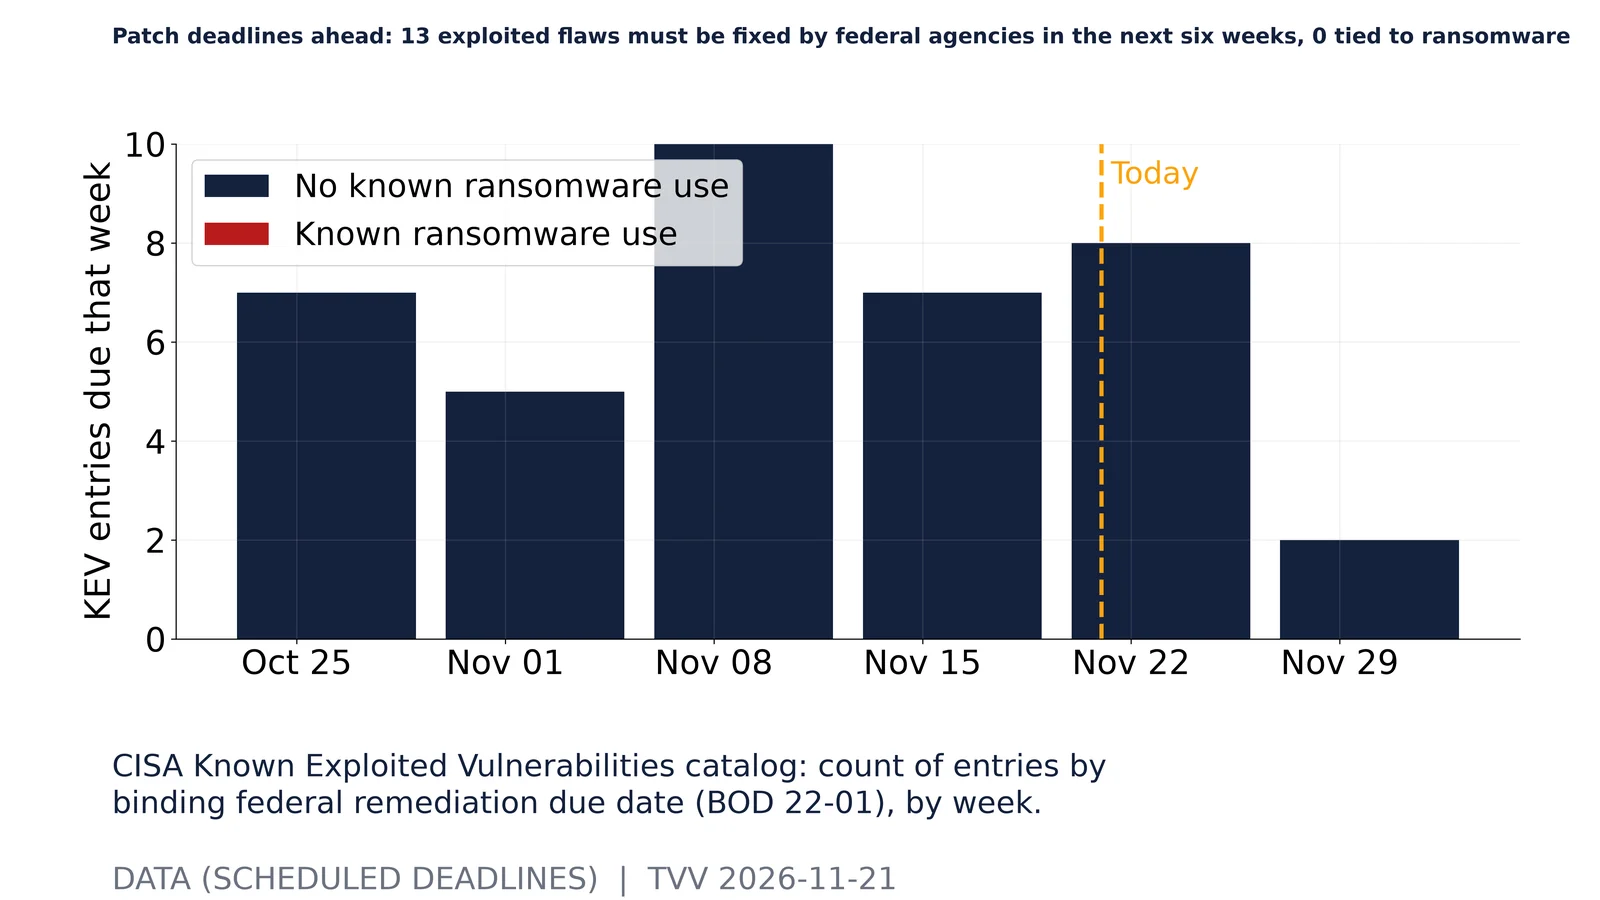 Patch deadlines ahead: 13 exploited flaws must be fixed by federal agencies in the next six weeks, 0 tied to ransomware
KEV entries due that week
10
8
6
4
2
0
No known ransomware use
Known ransomware use
Today
Oct 25
Nov 01
Nov 08
Nov 15
Nov 22
Nov 29
CISA Known Exploited Vulnerabilities catalog: count of entries by
binding federal remediation due date (BOD 22-01), by week.
DATA (SCHEDULED DEADLINES) | TVV 2026-11-21